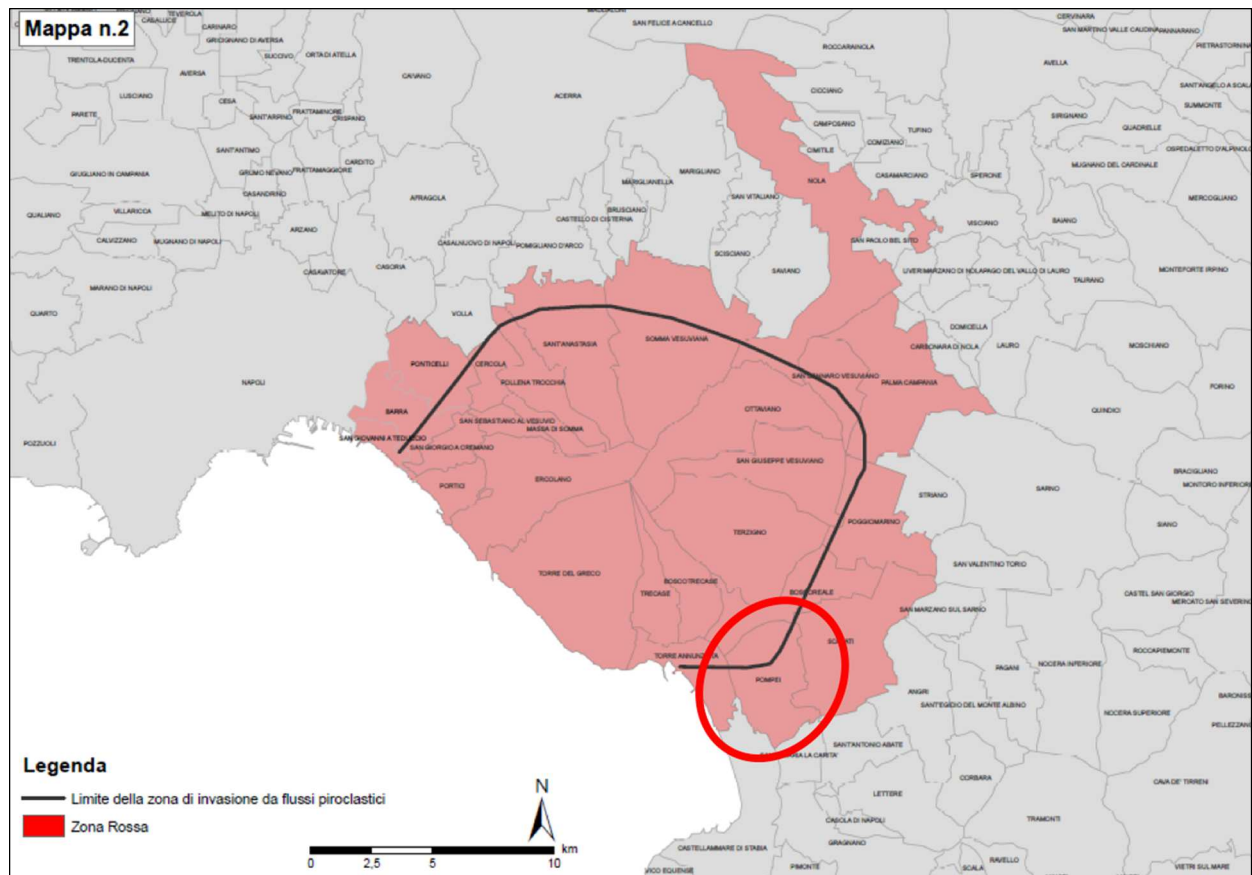 Mappa n.2
TEVEROLA
CASALUCE
CARINARO
GRICIGNANO DI AVERSA
SUCCIVO
ORTA DI ATELLA
TRENTOLA-DUCENTA
AVERSA
CAIVANO
LUSCIANO
CESA
SANT'ARPINO
FRATTAMINORE
CRISPANO
PARETE
SANT'ANTIMO
CARDITO
GIUGLIANO IN CAMPANIA
GRUMO NEVANO
FRATTAMAGGIORE
CASANDRINO
AFRAGOLA
QUALIANO
VILLARICCA
MELITO DI NAPOLI
ARZANO
CALVIZZANO
MUGNANO DI NAPOLI
CASORIA
CASAVATORE
MARANO DI NAPOLI
QUARTO
VOLLA
NAPOLI
POZZUOLI
SAN FELICE A CANCELLO
ROCCARAINOLA
CERVINARA
SAN MARTINO VALLE CAUDINA
PANNARANO
PIETRASTORNINA
AVELLA
ACERRA
CICCIANO
SANT'ANGELO A SCALA
SUMMONTE
CAMPOSANO
SIRIGNANO
QUADRELLE
TUFINO
COMIZIANO
CIMITILE
OSPEDALETTO D'ALPINOLO
MUGNANO DEL CARDINALE
CASAMARCIANO
SPERONE
MARIGLIANO
MARIGLIANELLA
NOLA
MERCOGLIANO
SAN VITALIANO
BRUSCIANO
CASTELLO DI CISTERNA
VISCIANO
BAIANO
CASALNUOVO DI NAPOLI
POMIGLIANO D'ARCO
SAN PAOLO BEL SITO
SCISCIANO
SAVIANO
LIVERI
MARZANO DI NOLA
PAGO DEL VALLO DI LAURO
TAURANO
MONTEFORTE IRPINO
DOMICELLA
CARBONARA DI NOLA
LAURO
MOSCHIANO
FORINO
QUINDICI
SANT'ANASTASIA
SOMMA VESUVIANA
PONTICELLI
CERCOLA
POLLENA TROCCHIA
SAN GENNARO VESUVIANO
PALMA CAMPANIA
BARRA
OTTAVIANO
SAN SEBASTIANO AL VESUVIO
MASSA DI SOMMA
SAN GIOVANNI A TEDUCCIO
SAN GIORGIO A CREMANO
SAN GIUSEPPE VESUVIANO
PORTICI
ERCOLANO
BRACIGLIANO
MONTORO INFERIORE
STRIANO
SARNO
SIANO
POGGIOMARINO
TERZIGNO
SAN VALENTINO TORIO
TORRE DEL GRECO
BOSCOTRECASE
TRECASE
BOSCOREALE
CASTEL SAN GIORGIO
MERCATO SAN SEVERINO
SAN MARZANO SUL SARNO
SCAFATI
TORRE ANNUNZIATA
POMPEI
ROCCAPIEMONTE
PAGANI
NOCERA INFERIORE
ANGRI
SANT'EGIDIO DEL MONTE ALBINO
NOCERA SUPERIORE
BARONISSI
PELLEZZANO
SANT'ANTONIO ABATE
LA CARITA'
CORBARA
CAVA DE' TIRRENI
LETTERE
CASOLA DI NAPOLI
TRAMONTI
GRAGNANO
CASTELLAMMARE DI STABIA
VICO EQUENSE
PIMONTE
SCALA
RAVELLO
VIETRI SUL MARE
Legenda
Limite della zona di invasione da flussi piroclastici
Zona Rossa
N
km
0 2,5 5 10